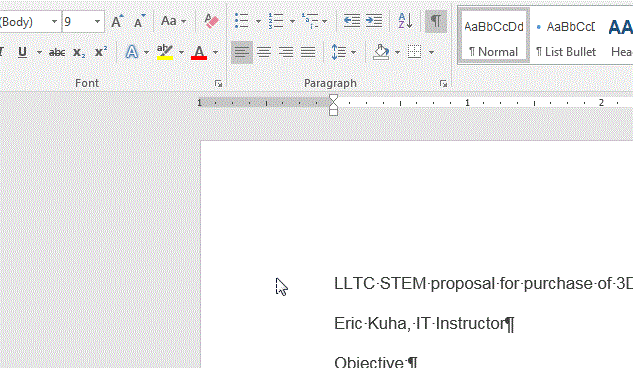 (Body) 9 A A Aa A AaBbCcDd AaBbCcI AA
I U abc x₂ x² A aby A ¶ Normal ¶ List Bullet Hea
Font Paragraph
1 1 2
LLTC·STEM·proposal·for·purchase·of·3D
Eric·Kuha,·IT·Instructor¶
Objective·¶